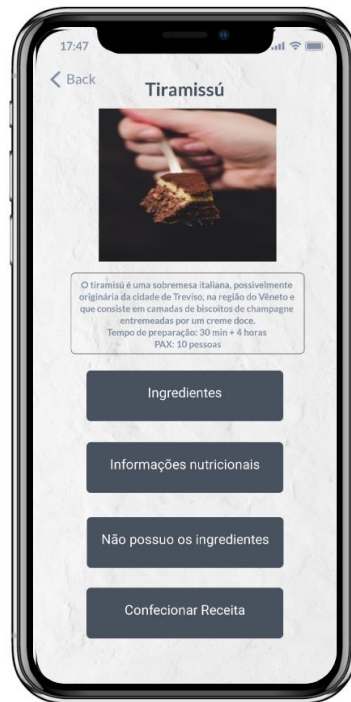 17:47
Back
Tiramissú
O tiramisú é uma sobremesa italiana, possivelmente
originária da cidade de Treviso, na região do Vêneto e
que consiste em camadas de biscoitos de champagne
entremeadas por um creme doce.
Tempo de preparação: 30 min + 4 horas
PAX: 10 pessoas
Ingredientes
Informações nutricionais
Não possuo os ingredientes
Confecionar Receita